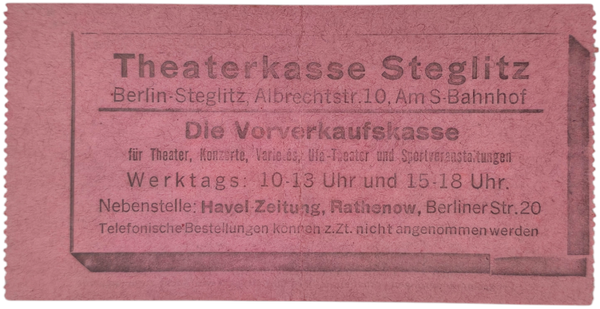 Theaterkasse Steglitz
Berlin-Steglitz, Albrechtstr. 10, Am S-Bahnhof
Die Vorverkaufskasse
für Theater, Konzerte, Varietés, Ufa-Theater und Sportveranstaltungen
Werktags: 10-13 Uhr und 15-18 Uhr.
Nebenstelle: Havel-Zeitung, Rathenow, Berliner Str. 20
Telefonische Bestellungen können z.Zt. nicht angenommen werden